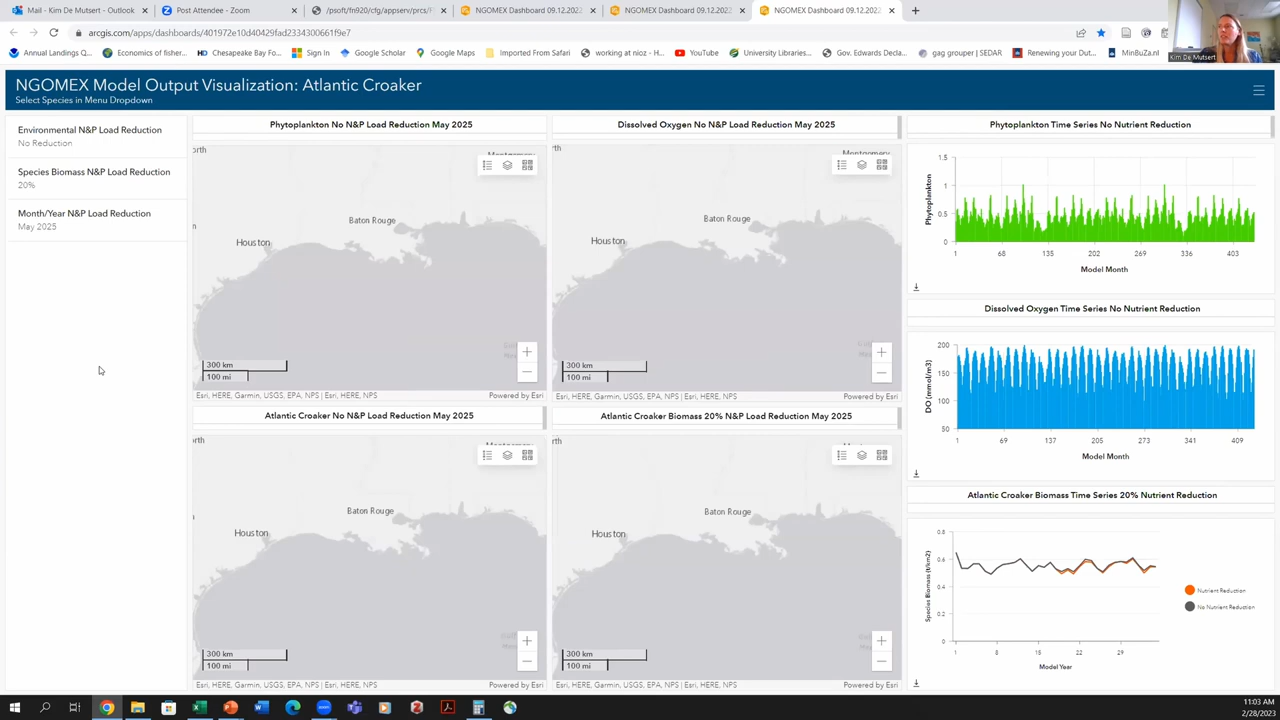 Mail - Kim De Mutsert - Outlook
Post Attendee - Zoom
/psoft/fn920/cfg/appserv/prcs/F
NGOMEX Dashboard 09.12.2022
NGOMEX Dashboard 09.12.2022
NGOMEX Dashboard 09.12.2022
arcgis.com/apps/dashboards/401972e10d40429fad2334300661f9e7
Annual Landings Q...
Economics of fisher...
Chesapeake Bay Fo...
Sign In
Google Scholar
Google Maps
Imported From Safari
working at nioz - H...
YouTube
University Libraries...
Gov. Edwards Decla...
gag grouper | SEDAR
Renewing your Dut...
MinBuZa.nl
Kim De Mutsert
NGOMEX Model Output Visualization: Atlantic Croaker
Select Species in Menu Dropdown
Environmental N&P Load Reduction
No Reduction
Species Biomass N&P Load Reduction
20%
Month/Year N&P Load Reduction
May 2025
Phytoplankton No N&P Load Reduction May 2025
orth
Montgomery
Baton Rouge
Houston
300 km
100 mi
Esri, HERE, Garmin, USGS, EPA, NPS | Esri, HERE, NPS
Powered by Esri
Dissolved Oxygen No N&P Load Reduction May 2025
rth
Montgomery
Baton Rouge
Houston
300 km
100 mi
Esri, HERE, Garmin, USGS, EPA, NPS | Esri, HERE, NPS
Powered by Esri
Atlantic Croaker No N&P Load Reduction May 2025
orth
Baton Rouge
Houston
300 km
100 mi
Esri, HERE, Garmin, USGS, EPA, NPS | Esri, HERE, NPS
Powered by Esri
Atlantic Croaker Biomass 20% N&P Load Reduction May 2025
rth
Baton Rouge
Houston
300 km
100 mi
Esri, HERE, Garmin, USGS, EPA, NPS | Esri, HERE, NPS
Powered by Esri
Phytoplankton Time Series No Nutrient Reduction
Phytoplankton
1.5
1
0.5
0
1 68 135 202 269 336 403
Model Month
Dissolved Oxygen Time Series No Nutrient Reduction
DO (mmol/m3)
200
150
100
50
1 69 137 205 273 341 409
Model Month
Atlantic Croaker Biomass Time Series 20% Nutrient Reduction
Species Biomass (t/km2)
0.8
0.6
0.4
0.2
0
1 8 15 22 29
Model Year
Nutrient Reduction
No Nutrient Reduction
11:03 AM
2/28/2023